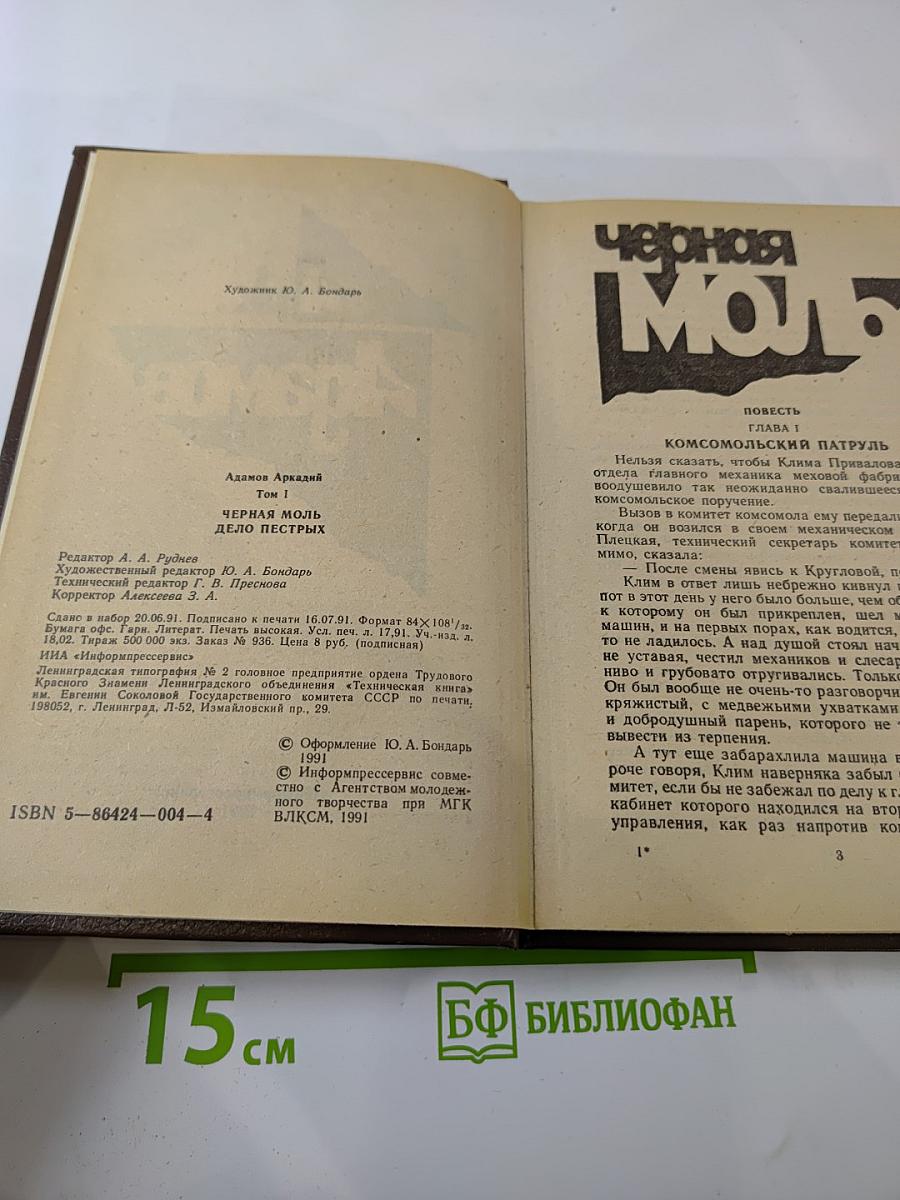 Художник Ю. А. Бондарь
Адамов Аркадий
Том I
ЧЕРНАЯ МОЛЬ
ДЕЛО ПЕСТРЫХ
Редактор А. А. Руднев
Художественный редактор Ю. А. Бондарь
Технический редактор Г. В. Преснова
Корректор Алексеева З. А.
Сдано в набор 20.06.91. Подписано к печати 16.07.91. Формат 84×108¹/₃₂.
Бумага офс. Гарн. Литерат. Печать высокая. Усл. печ. л. 17,91. Уч.-изд. л.
18,02. Тираж 500 000 экз. Заказ № 936. Цена 8 руб. (подписная)
ИИА «Информпрессервис»
Ленинградская типография № 2 головное предприятие ордена Трудового
Красного Знамени Ленинградского объединения «Техническая книга»
им. Евгении Соколовой Государственного комитета СССР по печати.
198052, г. Ленинград, Л-52, Измайловский пр., 29.
© Оформление Ю. А. Бондарь
1991
© Информпрессервис совме-
стно с Агентством молодеж-
ного творчества при МГК
ВЛКСМ, 1991
ISBN 5—86424—004—4
черная
МОЛЬ
ПОВЕСТЬ
ГЛАВА I
КОМСОМОЛЬСКИЙ ПАТРУЛЬ
Нельзя сказать, чтобы Клима Привалова
отдела главного механика меховой фабри
воодушевило так неожиданно свалившееся
комсомольское поручение.
Вызов в комитет комсомола ему передал
когда он возился в своем механическом
Плецкая, технический секретарь комите
мимо, сказала:
— После смены явись к Кругловой, п
Клим в ответ лишь небрежно кивнул
пот в этот день у него было больше, чем об
к которому он был прикреплен, шел м
машин, и на первых порах, как водится,
то не ладилось. А над душой стоял нач
не уставая, честил механиков и слесар
ниво и грубовато отругивались. Только
Он был вообще не очень-то разговорчи
кряжистый, с медвежьими ухватками
и добродушный парень, которого не
вывести из терпения.
А тут еще забарахлила машина в
роче говоря, Клим наверняка забыл
митет, если бы не забежал по делу к г
кабинет которого находился на втор
управления, как раз напротив ко
1*
3
15 см
БФ БИБЛИОФАН